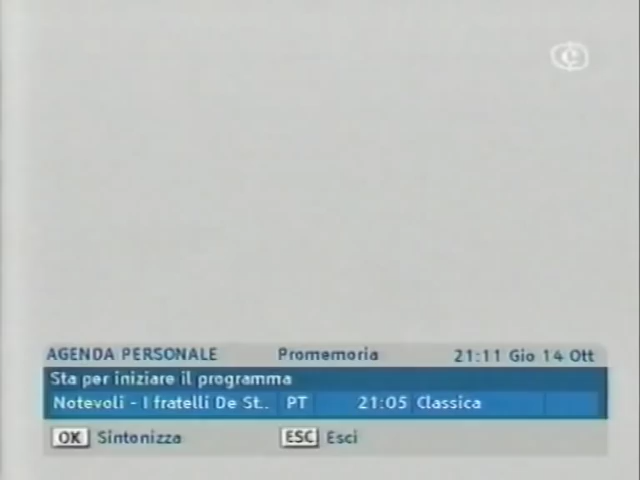 AGENDA PERSONALE Promemoria 21:11 Gio 14 Ott
Sta per iniziare il programma
Notevoli - I fratelli De St.. PT 21:05 Classica
OK Sintonizza ESC Esci